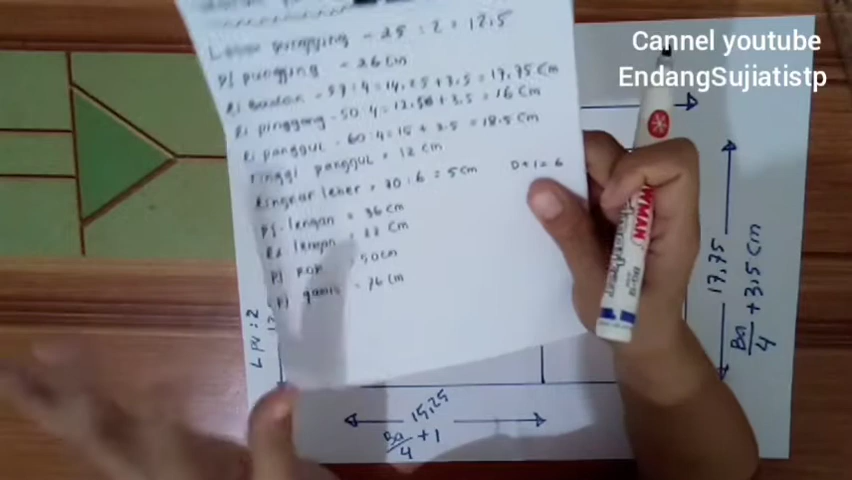 Cannel youtube
EndangSujiatistp
Lebar punggung - 25 : 2 = 12.5
Pj punggung - 26 cm
Li badan - 57 : 4 = 14.25 + 3.5 = 17.75 cm
Li pinggang - 50 : 4 = 12.50 + 3.5 = 16 cm
Li panggul - 60 : 4 = 15 + 3.5 = 18.5 cm
Tinggi panggul = 12 cm
Lingkar leher = 30 : 6 = 5 cm
D + 1 = 6
Pj lengan = 36 cm
lengan = cm
Pj rok 50 cm
Pj gamis - 76 cm
SNOWMAN
L PU : 2
12
17,75
Ba/4 + 3,5 cm
15,25
Ba/4 + 1